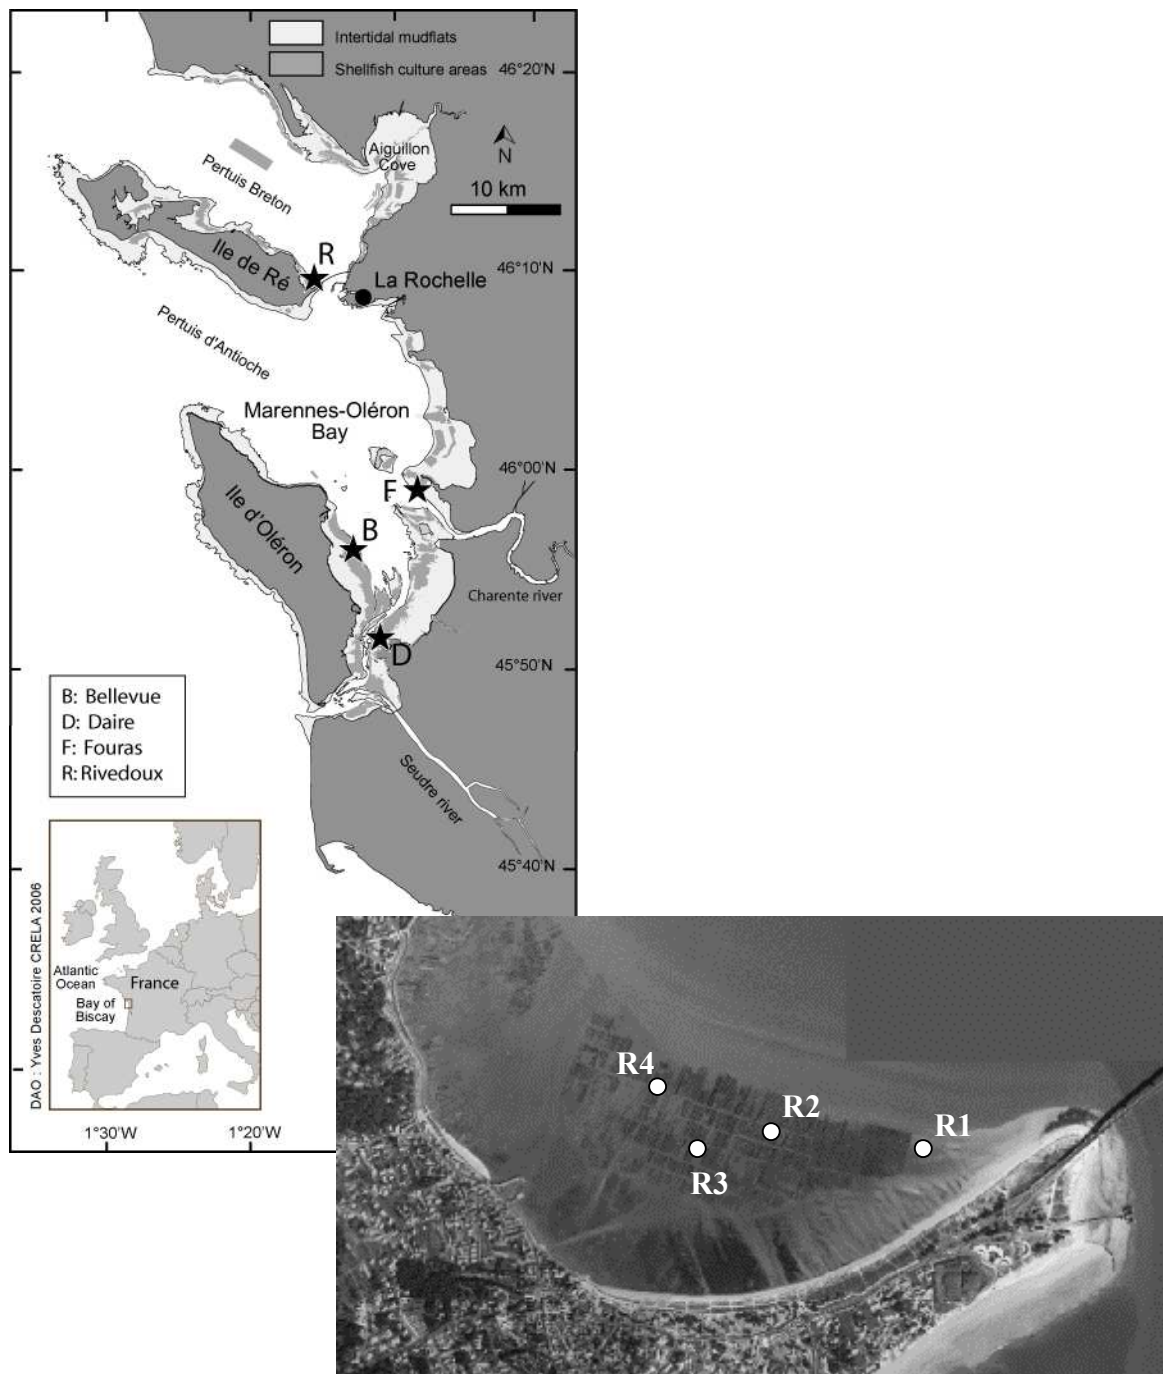 Intertidal mudflats
Shellfish culture areas
46°20'N
Aiguillon
Cove
N
10 km
Pertuis Breton
R
Ile de Ré
46°10'N
La Rochelle
Pertuis d'Antioche
Marennes-Oléron
Bay
46°00'N
F
Ile d'Oléron
B
Charente river
D
45°50'N
B: Bellevue
D: Daire
F: Fouras
R: Rivedoux
Seudre river
45°40'N
Atlantic
Ocean
France
Bay of
Biscay
DAO : Yves Descatoire CRELA 2006
1°30'W
1°20'W
R4
R2
R1
R3